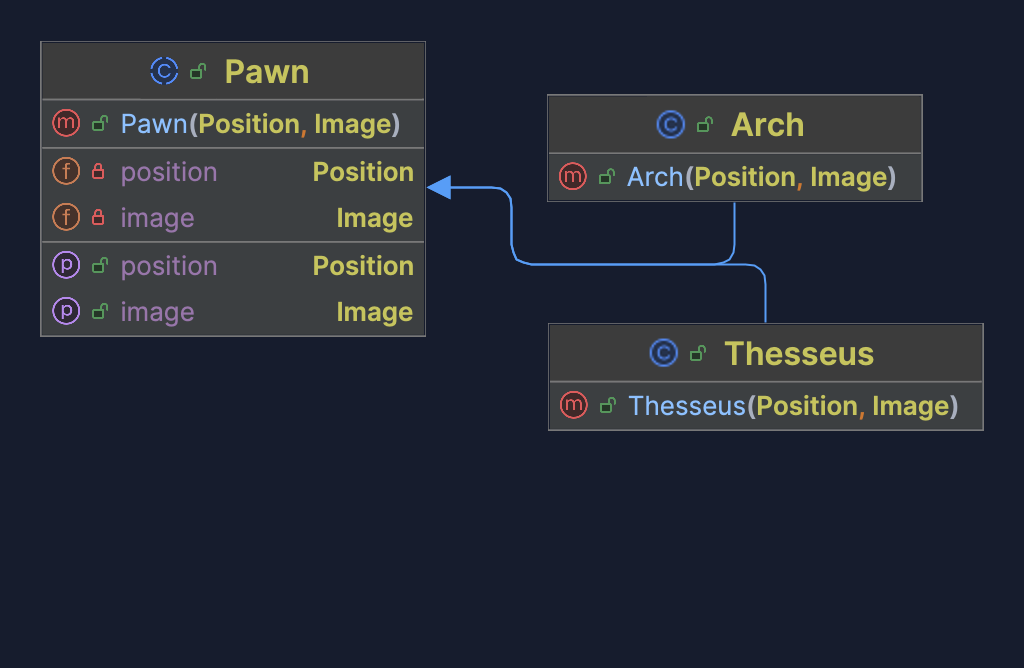 Pawn
Pawn(Position, Image)
position Position
image Image
position Position
image Image
Arch
Arch(Position, Image)
Thesseus
Thesseus(Position, Image)